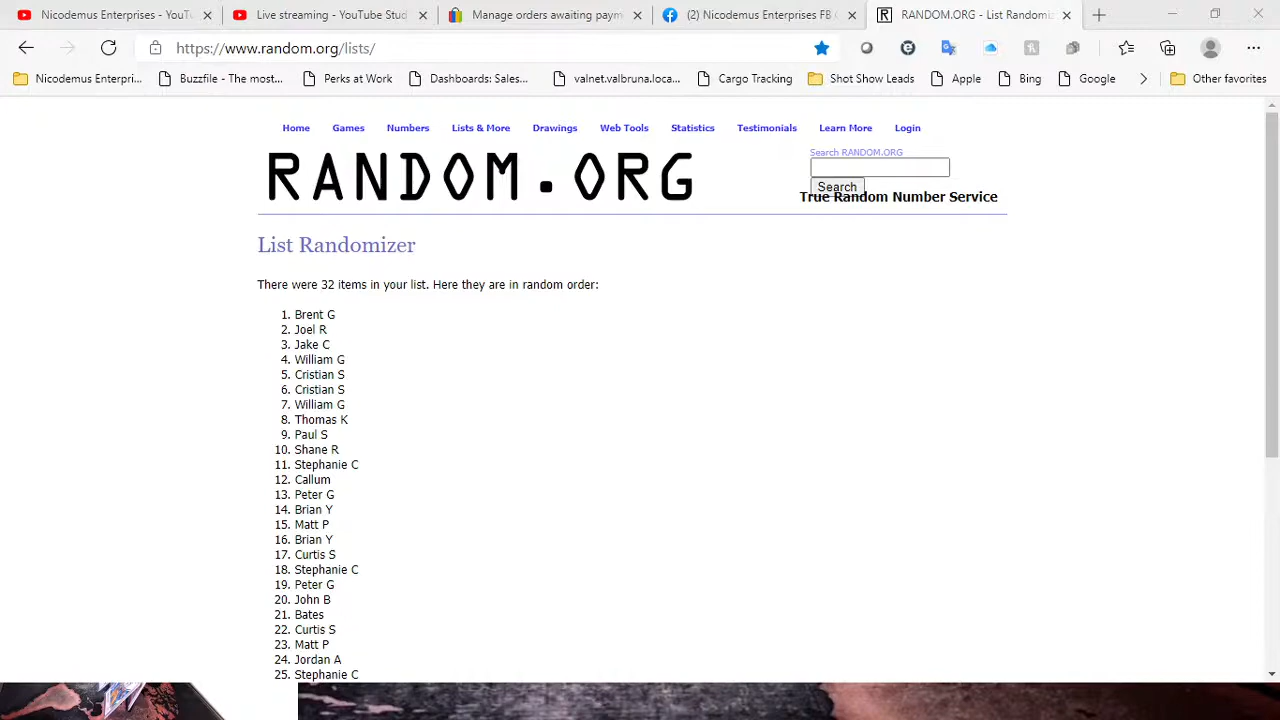 Nicodemus Enterprises - YouTu
Live streaming - YouTube Stud
Manage orders awaiting paym
(2) Nicodemus Enterprises FB
RANDOM.ORG - List Randomiz
https://www.random.org/lists/
Nicodemus Enterpri...
Buzzfile - The most...
Perks at Work
Dashboards: Sales...
valnet.valbruna.loca...
Cargo Tracking
Shot Show Leads
Apple
Bing
Google
Other favorites
Home Games Numbers Lists & More Drawings Web Tools Statistics Testimonials Learn More Login
RANDOM.ORG
Search RANDOM.ORG
Search
True Random Number Service
List Randomizer
There were 32 items in your list. Here they are in random order:
1. Brent G
2. Joel R
3. Jake C
4. William G
5. Cristian S
6. Cristian S
7. William G
8. Thomas K
9. Paul S
10. Shane R
11. Stephanie C
12. Callum
13. Peter G
14. Brian Y
15. Matt P
16. Brian Y
17. Curtis S
18. Stephanie C
19. Peter G
20. John B
21. Bates
22. Curtis S
23. Matt P
24. Jordan A
25. Stephanie C